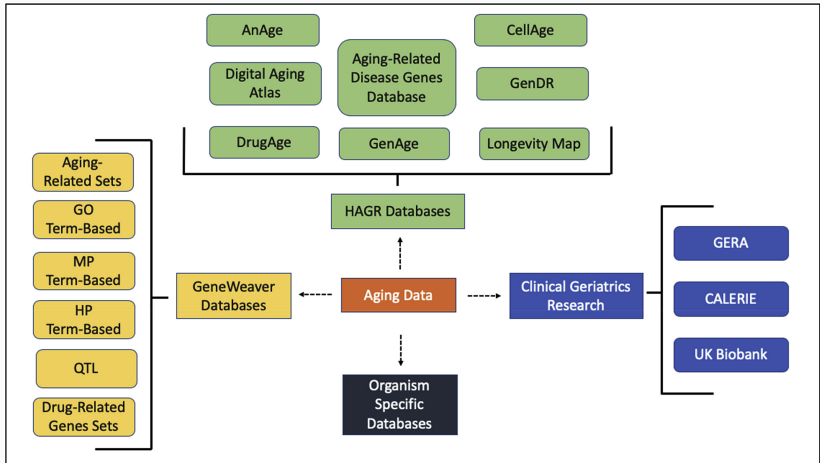 AnAge
CellAge
Aging-Related
Disease Genes
Database
Digital Aging
Atlas
GenDR
DrugAge
GenAge
Longevity Map
HAGR Databases
Aging-
Related Sets
GO
Term-Based
MP
Term-Based
HP
Term-Based
QTL
Drug-Related
Genes Sets
GeneWeaver
Databases
Aging Data
Clinical Geriatrics
Research
GERA
CALERIE
UK Biobank
Organism
Specific
Databases